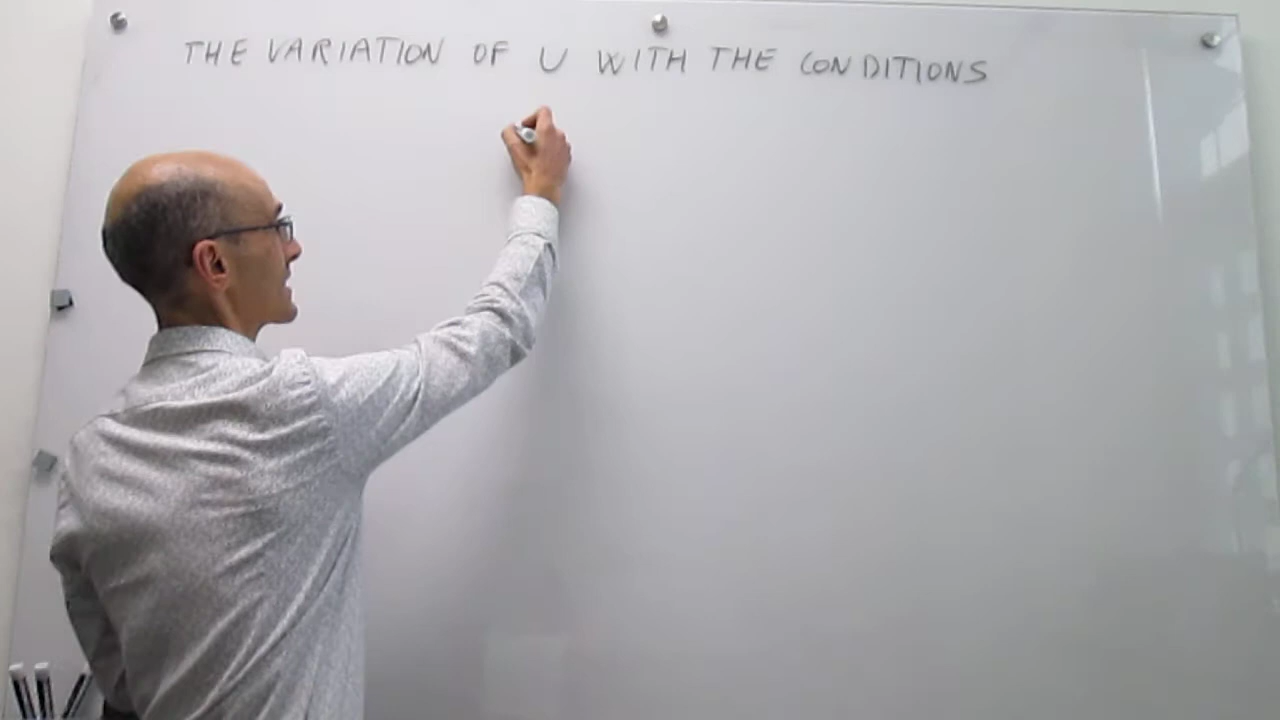 THE VARIATION OF U WITH THE CONDITIONS